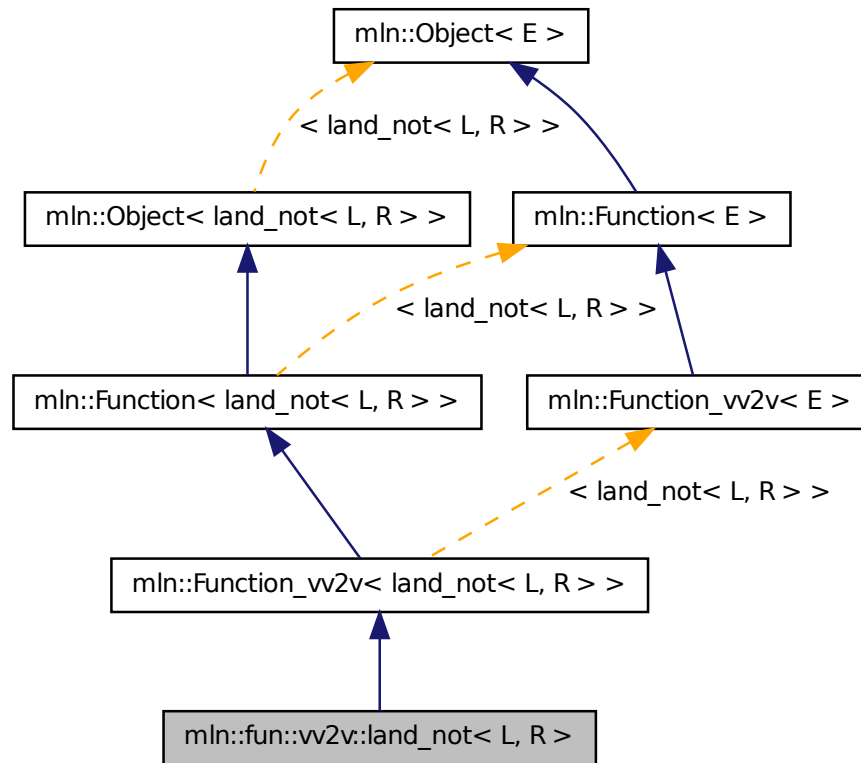 mln::Object< E >
< land_not< L, R > >
mln::Object< land_not< L, R > >
mln::Function< E >
< land_not< L, R > >
mln::Function< land_not< L, R > >
mln::Function_vv2v< E >
< land_not< L, R > >
mln::Function_vv2v< land_not< L, R > >
mln::fun::vv2v::land_not< L, R >